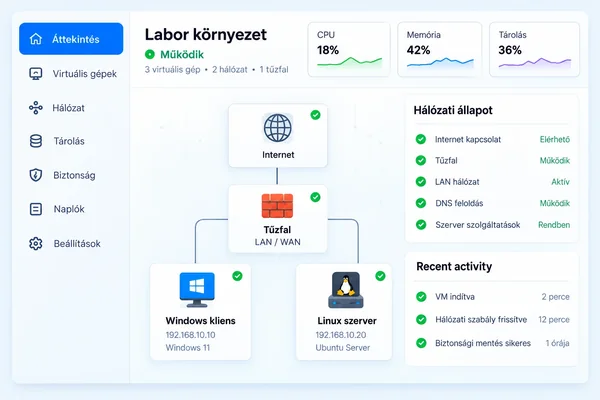 Áttekintés
Virtuális gépek
Hálózat
Tárolás
Biztonság
Naplók
Beállítások
Labor környezet
Működik
3 virtuális gép • 2 hálózat • 1 tűzfal
CPU
18%
Memória
42%
Tárolás
36%
Internet
Tűzfal
LAN / WAN
Windows kliens
192.168.10.10
Windows 11
Linux szerver
192.168.10.20
Ubuntu Server
Hálózati állapot
Internet kapcsolat Elérhető
Tűzfal Működik
LAN hálózat Aktív
DNS feloldás Működik
Szerver szolgáltatások Rendben
Recent activity
VM indítva 2 perce
Hálózati szabály frissítve 12 perce
Biztonsági mentés sikeres 1 órája